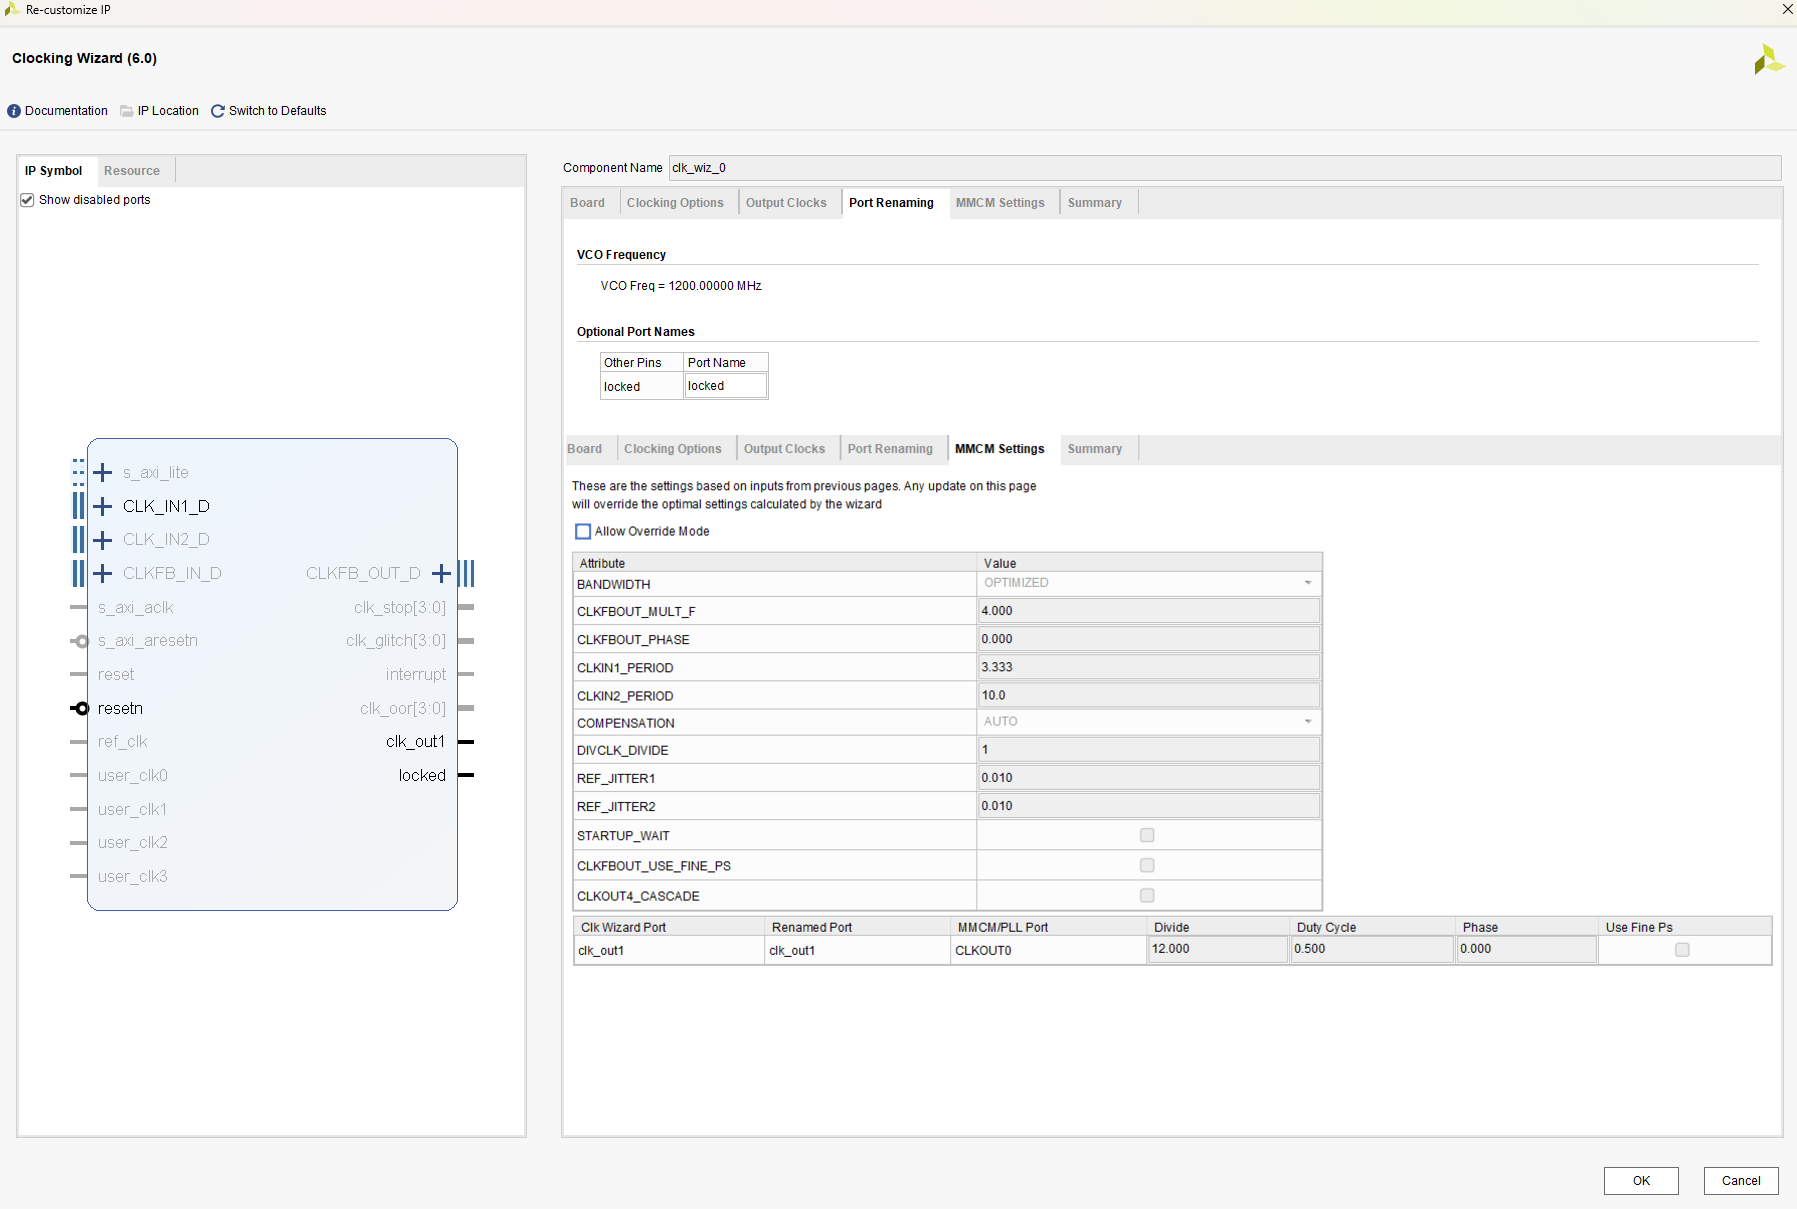 Re-customize IP
Clocking Wizard (6.0)
Documentation IP Location Switch to Defaults
IP Symbol Resource
Show disabled ports
s_axi_lite
CLK_IN1_D
CLK_IN2_D
CLKFB_IN_D CLKFB_OUT_D
s_axi_aclk clk_stop[3:0]
s_axi_aresetn clk_glitch[3:0]
reset interrupt
resetn clk_oor[3:0]
ref_clk clk_out1
user_clk0 locked
user_clk1
user_clk2
user_clk3
Component Name clk_wiz_0
Board Clocking Options Output Clocks Port Renaming MMCM Settings Summary
VCO Frequency
VCO Freq = 1200.00000 MHz
Optional Port Names
Other Pins Port Name
locked locked
Board Clocking Options Output Clocks Port Renaming MMCM Settings Summary
These are the settings based on inputs from previous pages. Any update on this page
will override the optimal settings calculated by the wizard
Allow Override Mode
Attribute Value
BANDWIDTH OPTIMIZED
CLKFBOUT_MULT_F 4.000
CLKFBOUT_PHASE 0.000
CLKIN1_PERIOD 3.333
CLKIN2_PERIOD 10.0
COMPENSATION AUTO
DIVCLK_DIVIDE 1
REF_JITTER1 0.010
REF_JITTER2 0.010
STARTUP_WAIT
CLKFBOUT_USE_FINE_PS
CLKOUT4_CASCADE
Clk Wizard Port Renamed Port MMCM/PLL Port Divide Duty Cycle Phase Use Fine Ps
clk_out1 clk_out1 CLKOUT0 12.000 0.500 0.000
OK Cancel